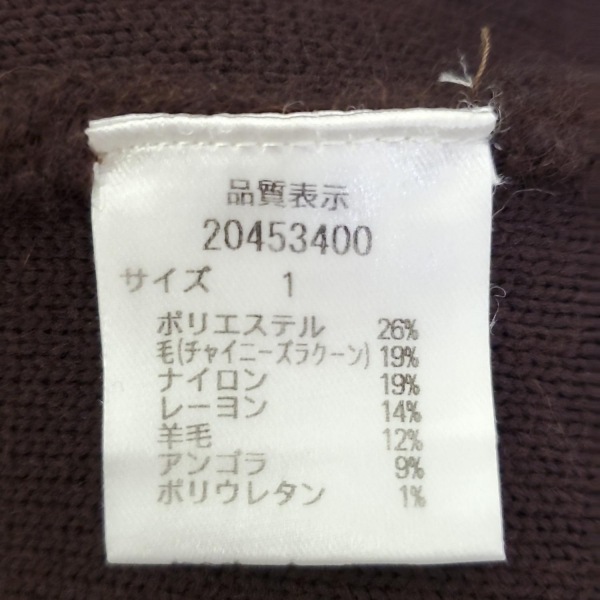 品質表示
20453400
サイズ 1
ポリエステル 26%
毛(チャイニーズラクーン) 19%
ナイロン 19%
レーヨン 14%
羊毛 12%
アンゴラ 9%
ポリウレタン 1%